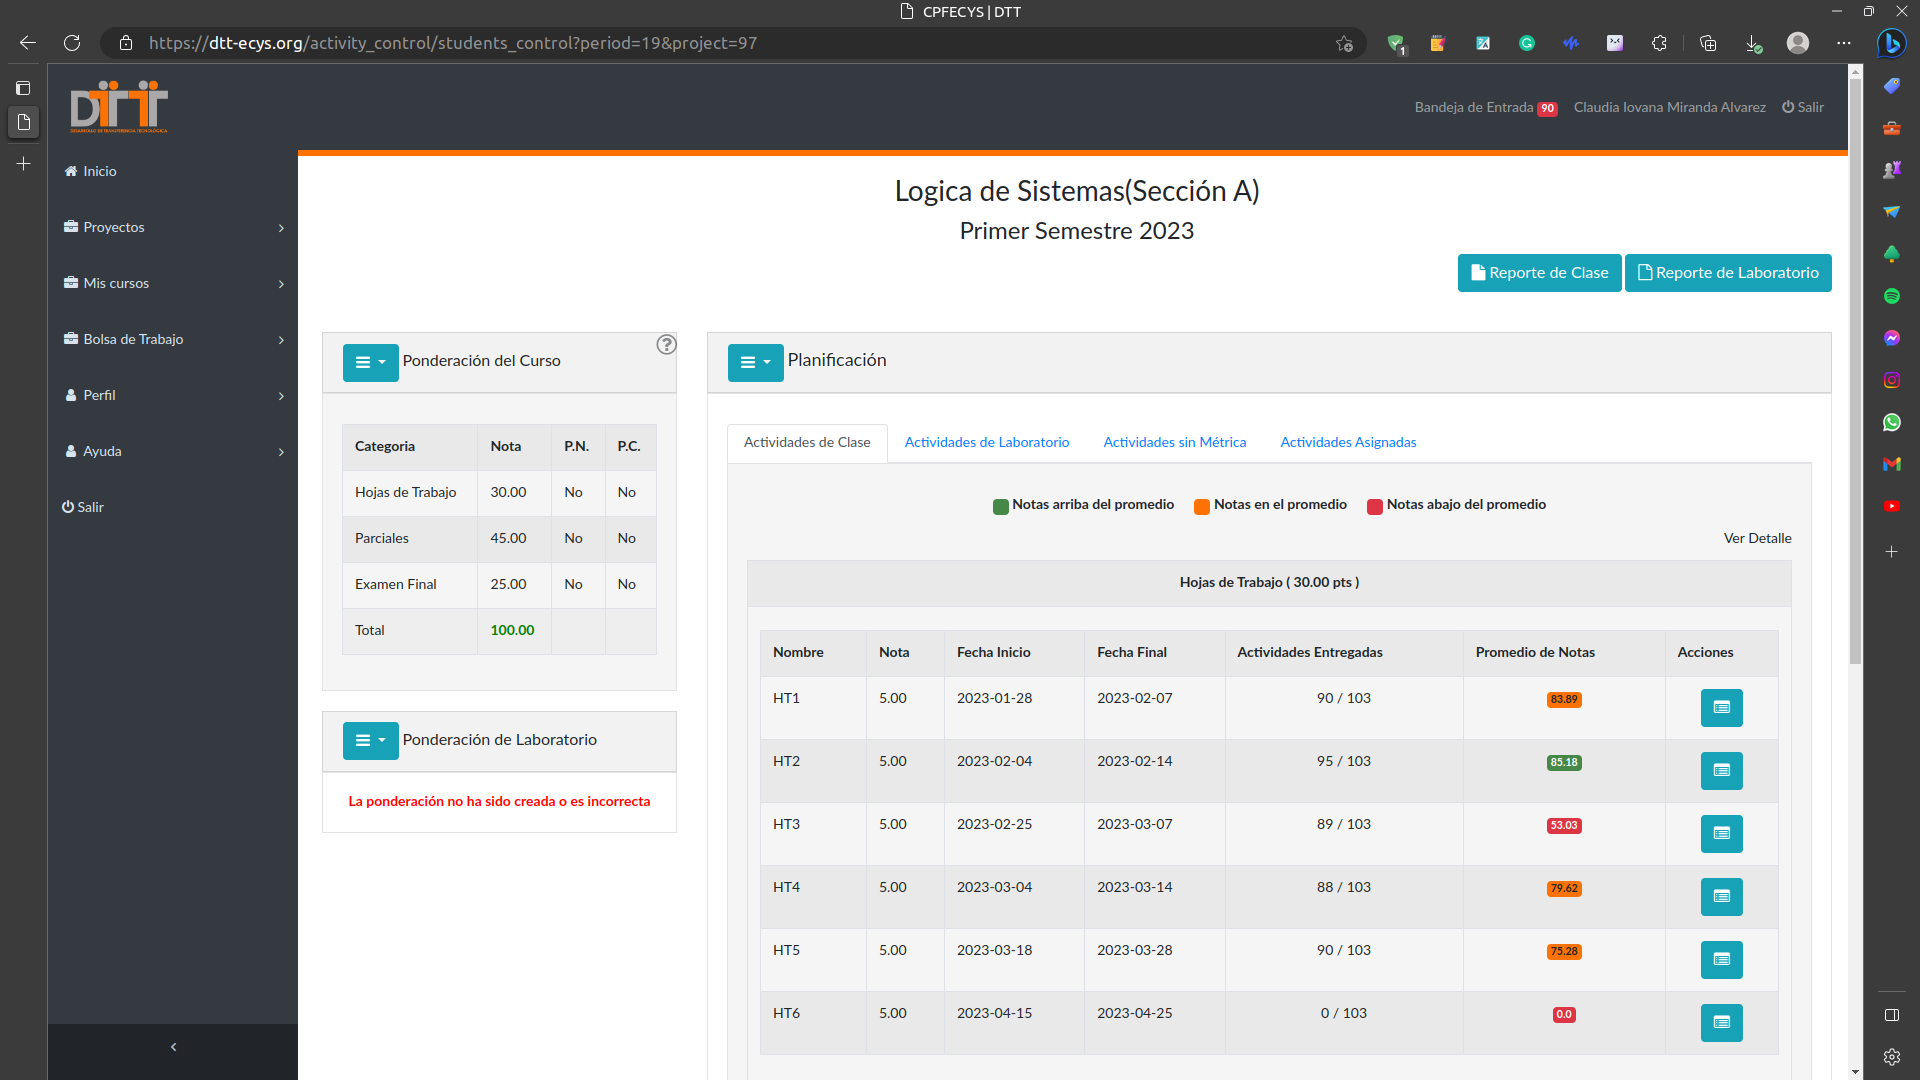 CPFECYS | DTT
https://dtt-ecys.org/activity_control/students_control?period=19&project=97
1
DTT
DESARROLLO DE TRANSFERENCIA TECNOLÓGICA
Bandeja de Entrada 90 Claudia Iovana Miranda Alvarez Salir
Inicio
Proyectos
Mis cursos
Bolsa de Trabajo
Perfil
Ayuda
Salir
Logica de Sistemas(Sección A)
Primer Semestre 2023
Reporte de Clase Reporte de Laboratorio
Ponderación del Curso
?
Categoria Nota P.N. P.C.
Hojas de Trabajo 30.00 No No
Parciales 45.00 No No
Examen Final 25.00 No No
Total 100.00
Ponderación de Laboratorio
La ponderación no ha sido creada o es incorrecta
Planificación
Actividades de Clase Actividades de Laboratorio Actividades sin Métrica Actividades Asignadas
Notas arriba del promedio Notas en el promedio Notas abajo del promedio
Ver Detalle
Hojas de Trabajo ( 30.00 pts )
Nombre Nota Fecha Inicio Fecha Final Actividades Entregadas Promedio de Notas Acciones
HT1 5.00 2023-01-28 2023-02-07 90 / 103 83.89
HT2 5.00 2023-02-04 2023-02-14 95 / 103 85.18
HT3 5.00 2023-02-25 2023-03-07 89 / 103 53.03
HT4 5.00 2023-03-04 2023-03-14 88 / 103 79.62
HT5 5.00 2023-03-18 2023-03-28 90 / 103 75.28
HT6 5.00 2023-04-15 2023-04-25 0 / 103 0.0